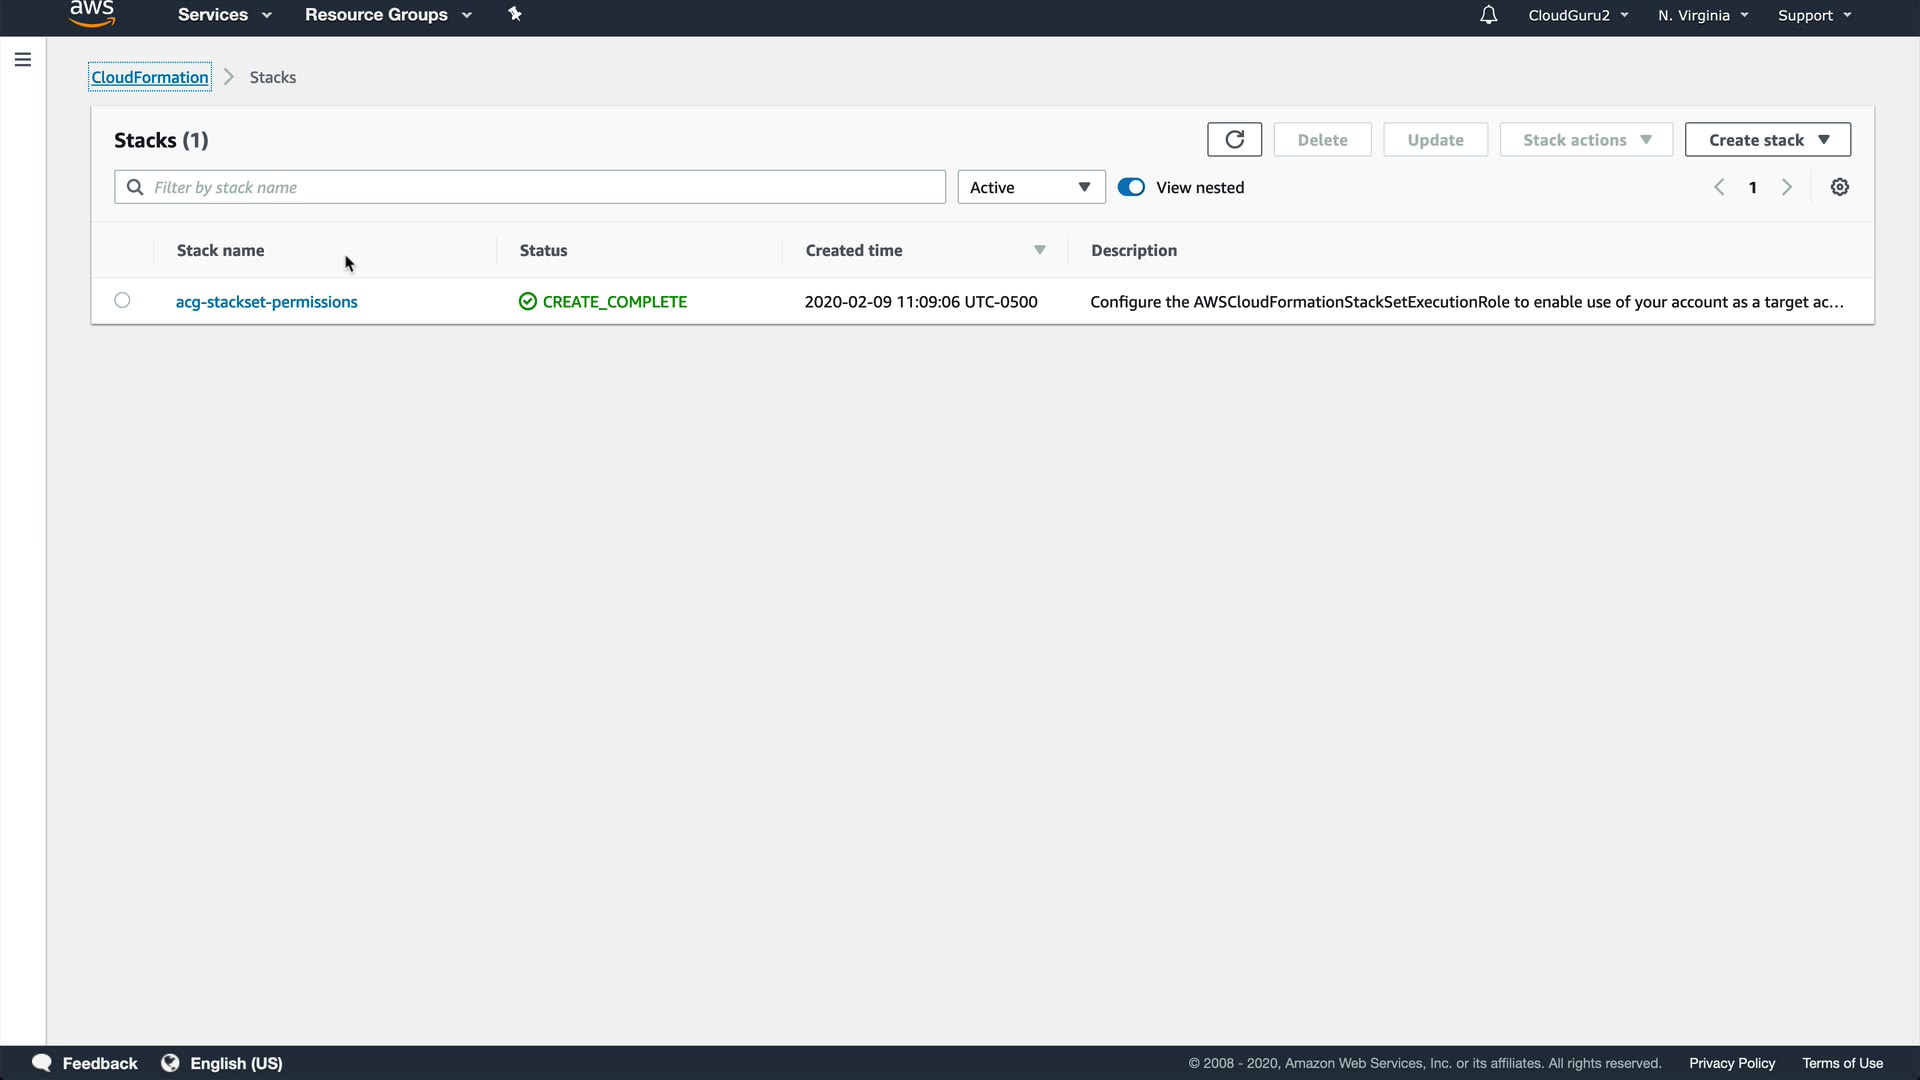 aws Services Resource Groups CloudGuru2 N. Virginia Support
CloudFormation > Stacks
Stacks (1) Delete Update Stack actions Create stack
Filter by stack name Active View nested 1
Stack name Status Created time Description
acg-stackset-permissions CREATE_COMPLETE 2020-02-09 11:09:06 UTC-0500 Configure the AWSCloudFormationStackSetExecutionRole to enable use of your account as a target ac...
Feedback English (US) © 2008 - 2020, Amazon Web Services, Inc. or its affiliates. All rights reserved. Privacy Policy Terms of Use